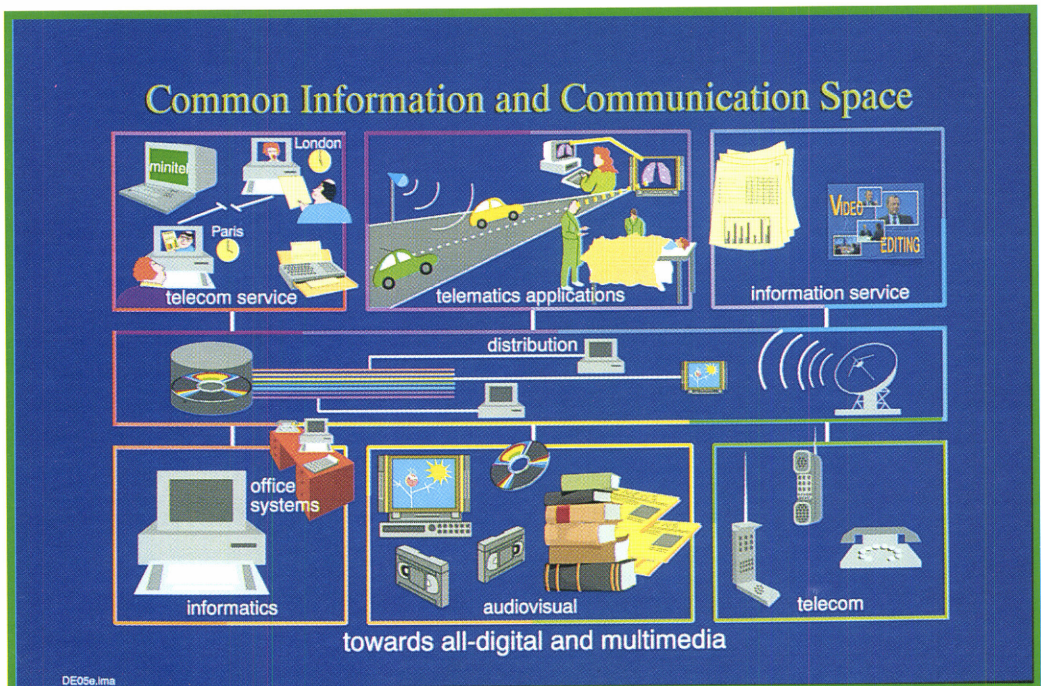 Common Information and Communication Space
minitel
London
Paris
telecom service
telematics applications
VIDEO
EDITING
information service
distribution
office
systems
informatics
audiovisual
telecom
towards all-digital and multimedia
DE05e.ima